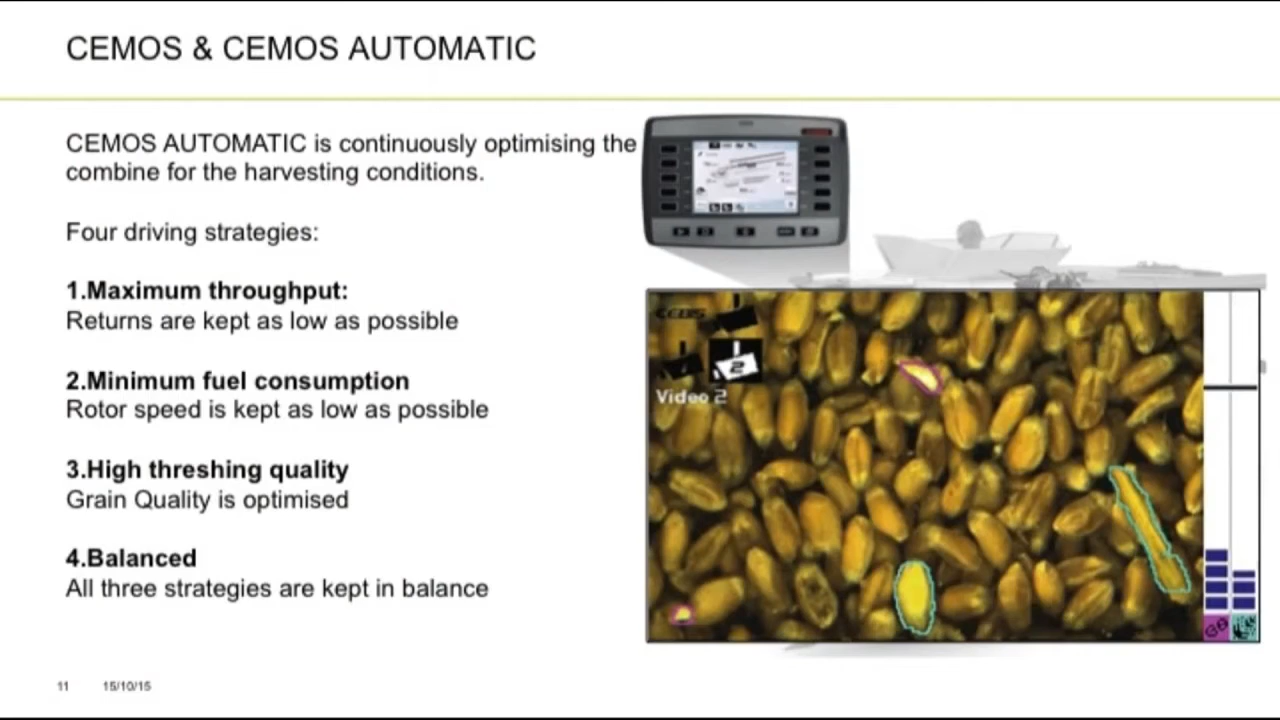 CEMOS & CEMOS AUTOMATIC
CEMOS AUTOMATIC is continuously optimising the
combine for the harvesting conditions.
Four driving strategies:
1.Maximum throughput:
Returns are kept as low as possible
2.Minimum fuel consumption
Rotor speed is kept as low as possible
3.High threshing quality
Grain Quality is optimised
4.Balanced
All three strategies are kept in balance
CEBIS
2
Video 2
11 15/10/15